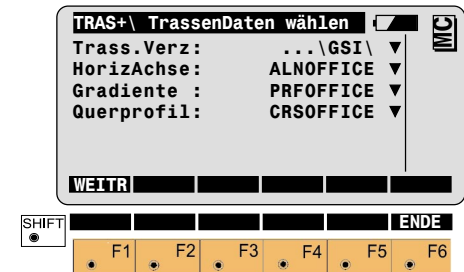 TRAS+\ TrassenDaten wählen MC
Trass.Verz: ...\GSI\ ▼
HorizAchse: ALNOFFICE ▼
Gradiente : PRFOFFICE ▼
Querprofil: CRSOFFICE ▼
WEITR
SHIFT ENDE
F1 F2 F3 F4 F5 F6